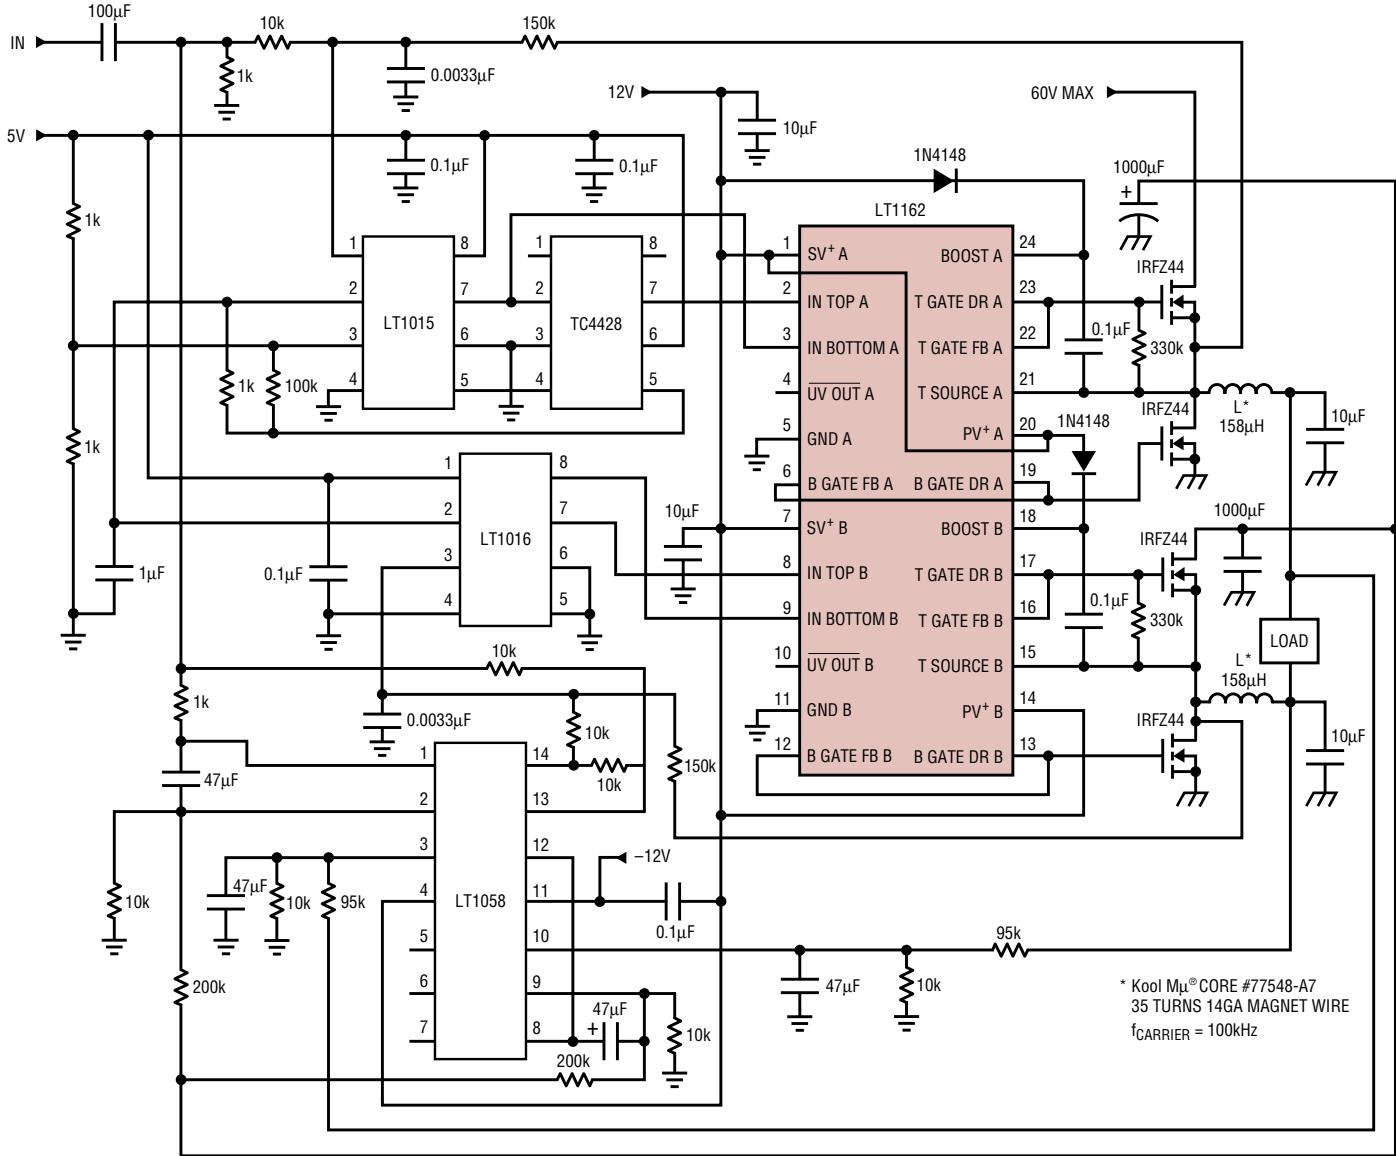 IN
100µF
10k
150k
1k
0.0033µF
12V
10µF
60V MAX
5V
0.1µF
0.1µF
1N4148
1000µF
+
LT1162
1k
1 8
2 7
3 6
4 5
LT1015
1 8
2 7
3 6
4 5
TC4428
1k
100k
1 SV+ A BOOST A 24
2 IN TOP A T GATE DR A 23
3 IN BOTTOM A T GATE FB A 22
4 UV OUT A T SOURCE A 21
5 GND A PV+ A 20
6 B GATE FB A B GATE DR A 19
7 SV+ B BOOST B 18
8 IN TOP B T GATE DR B 17
9 IN BOTTOM B T GATE FB B 16
10 UV OUT B T SOURCE B 15
11 GND B PV+ B 14
12 B GATE FB B B GATE DR B 13
IRFZ44
0.1µF
330k
L*
158µH
IRFZ44
1N4148
10µF
1k
1 8
2 7
3 6
4 5
LT1016
1µF
0.1µF
10µF
1000µF
IRFZ44
0.1µF
330k
LOAD
L*
158µH
IRFZ44
10µF
10k
1k
0.0033µF
10k
10k
150k
47µF
1 14
2 13
3 12
4 11
5 10
6 9
7 8
LT1058
–12V
0.1µF
10k
47µF
10k
95k
200k
95k
47µF
10k
47µF
+
10k
200k
* Kool Mµ® CORE #77548-A7
35 TURNS 14GA MAGNET WIRE
fCARRIER = 100kHz